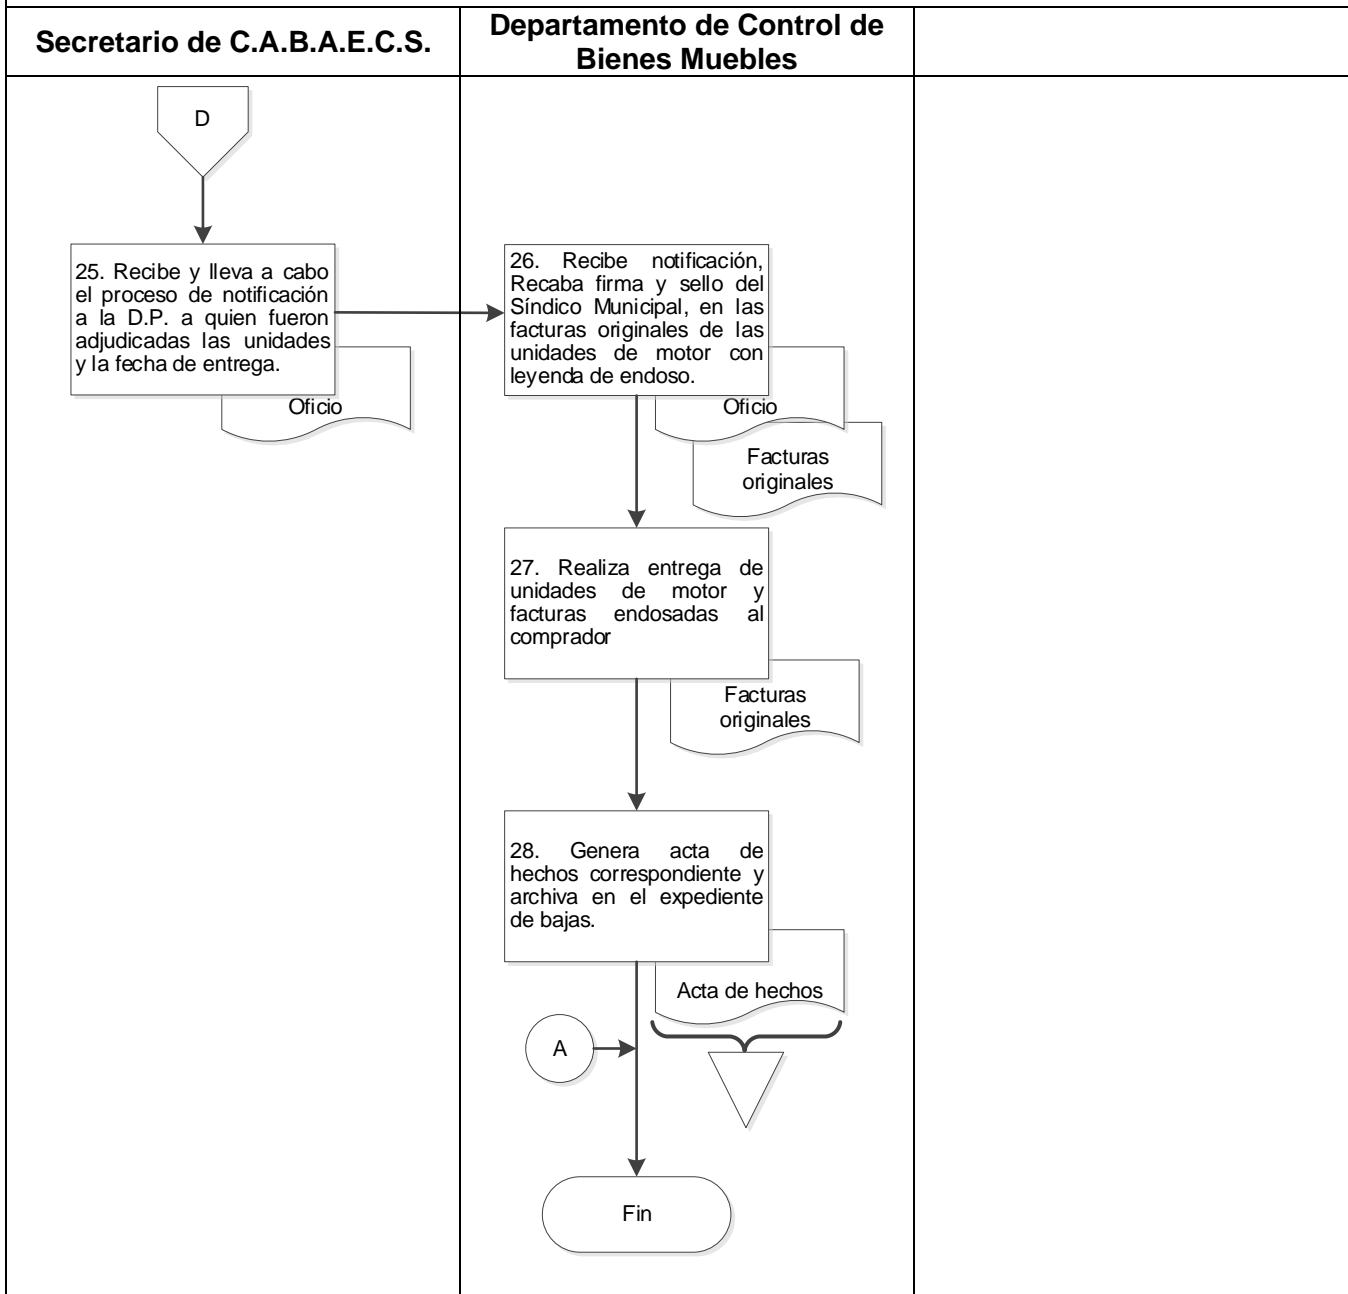 Secretario de C.A.B.A.E.C.S.
Departamento de Control de
Bienes Muebles
D
25. Recibe y lleva a cabo
el proceso de notificación
a la D.P. a quien fueron
adjudicadas las unidades
y la fecha de entrega.
Oficio
26. Recibe notificación,
Recaba firma y sello del
Síndico Municipal, en las
facturas originales de las
unidades de motor con
leyenda de endoso.
Oficio
Facturas
originales
27. Realiza entrega de
unidades de motor y
facturas endosadas al
comprador
Facturas
originales
28. Genera acta de
hechos correspondiente y
archiva en el expediente
de bajas.
Acta de hechos
A
Fin